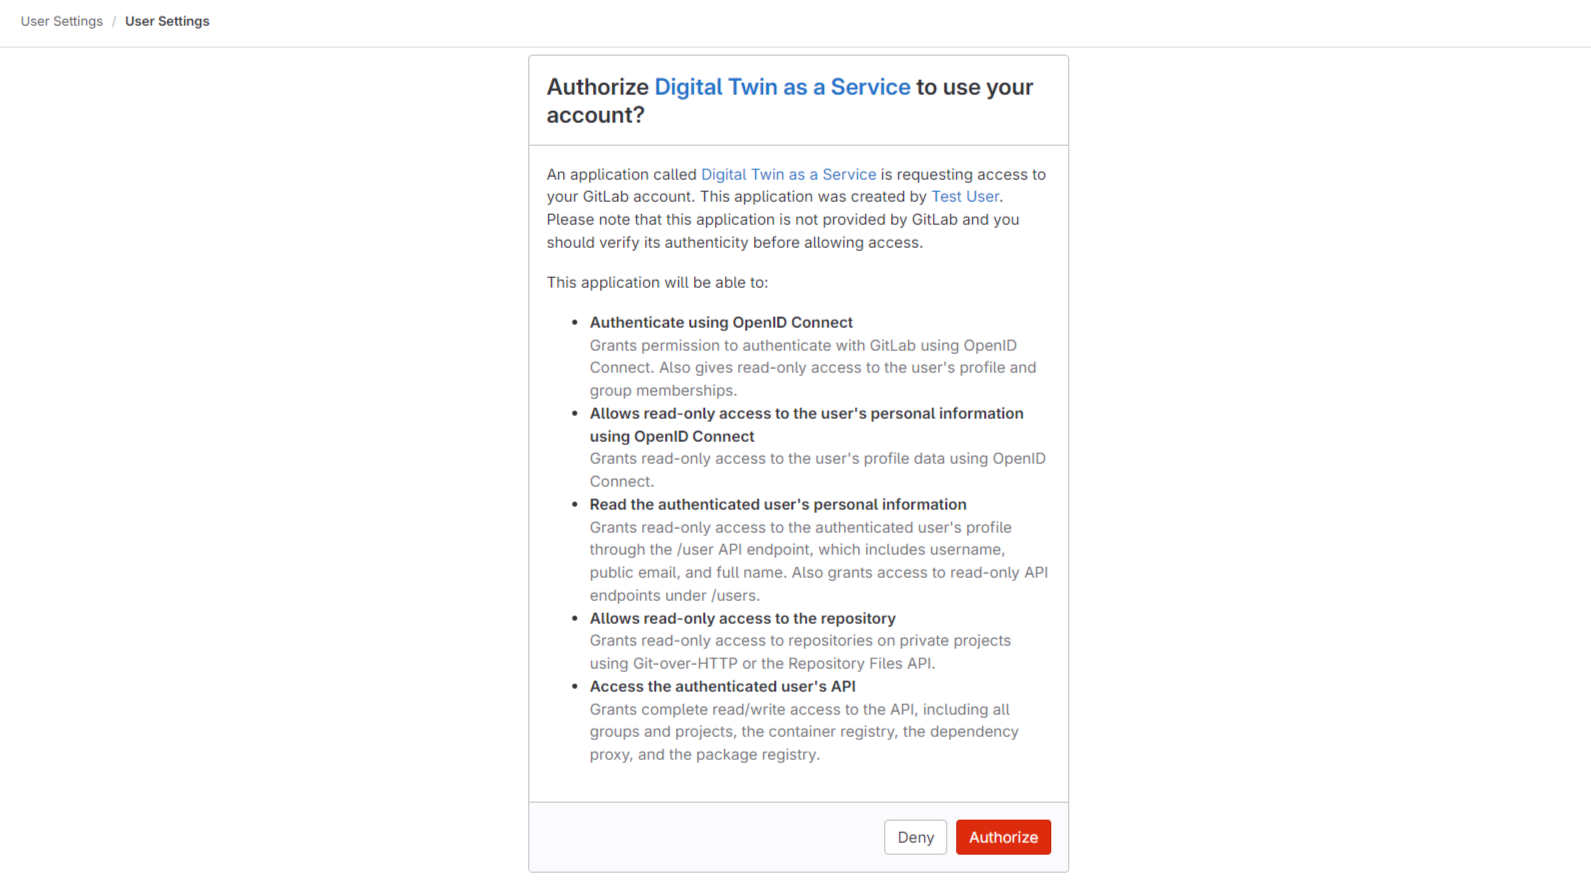 User Settings / User Settings
Authorize Digital Twin as a Service to use your
account?
An application called Digital Twin as a Service is requesting access to
your GitLab account. This application was created by Test User.
Please note that this application is not provided by GitLab and you
should verify its authenticity before allowing access.
This application will be able to:
• Authenticate using OpenID Connect
Grants permission to authenticate with GitLab using OpenID
Connect. Also gives read-only access to the user's profile and
group memberships.
• Allows read-only access to the user's personal information
using OpenID Connect
Grants read-only access to the user's profile data using OpenID
Connect.
• Read the authenticated user's personal information
Grants read-only access to the authenticated user's profile
through the /user API endpoint, which includes username,
public email, and full name. Also grants access to read-only API
endpoints under /users.
• Allows read-only access to the repository
Grants read-only access to repositories on private projects
using Git-over-HTTP or the Repository Files API.
• Access the authenticated user's API
Grants complete read/write access to the API, including all
groups and projects, the container registry, the dependency
proxy, and the package registry.
Deny Authorize